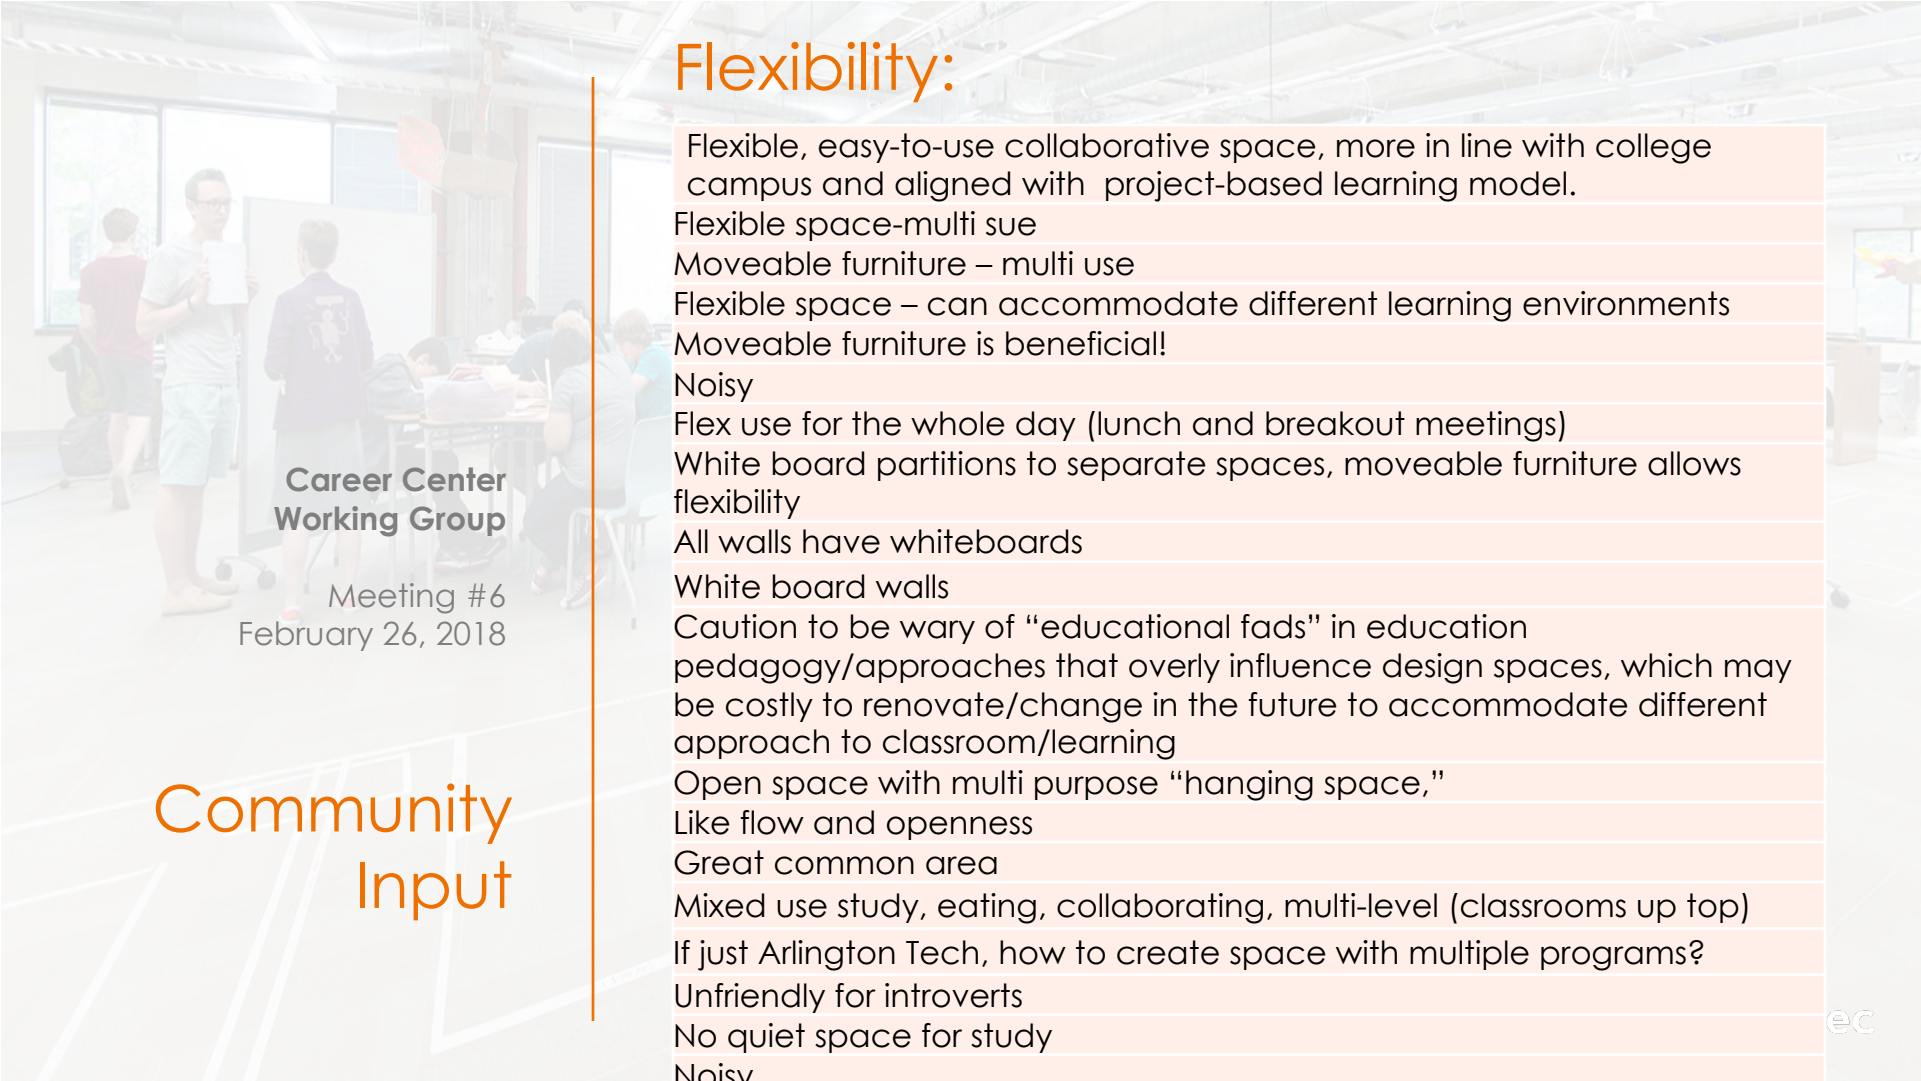 Flexibility:
Flexible, easy-to-use collaborative space, more in line with college
campus and aligned with  project-based learning model.
Flexible space-multi sue
Moveable furniture – multi use
Flexible space – can accommodate different learning environments
Moveable furniture is beneficial!
Noisy
Flex use for the whole day (lunch and breakout meetings)
White board partitions to separate spaces, moveable furniture allows
flexibility
All walls have whiteboards
White board walls
Caution to be wary of “educational fads” in education
pedagogy/approaches that overly influence design spaces, which may
be costly to renovate/change in the future to accommodate different
approach to classroom/learning
Open space with multi purpose “hanging space,”
Like flow and openness
Great common area
Mixed use study, eating, collaborating, multi-level (classrooms up top)
If just Arlington Tech, how to create space with multiple programs?
Unfriendly for introverts
No quiet space for study
Noisy
Career Center
Working Group
Meeting #6
February 26, 2018
Community
Input
ec